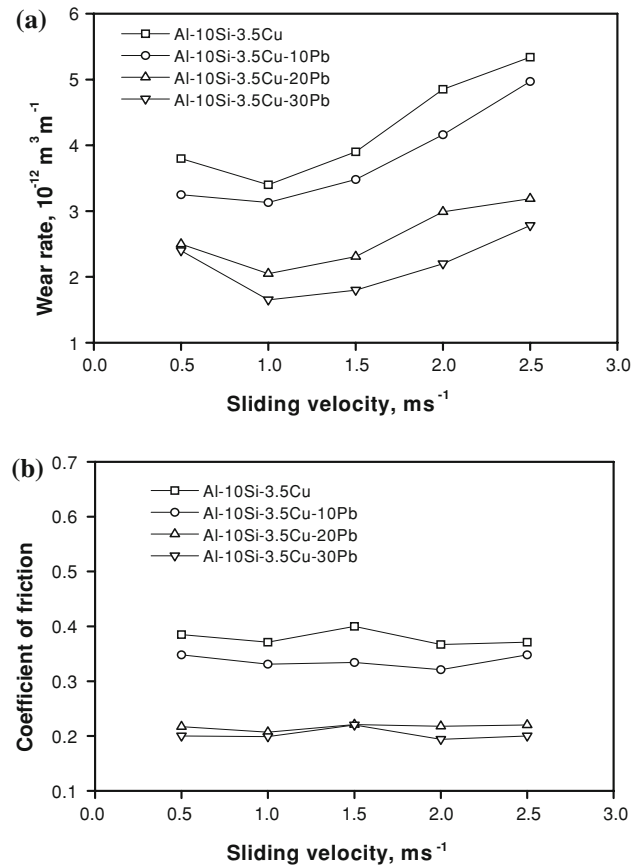 (a)
6
5
4
3
2
1
Wear rate, 10⁻¹² m³ m⁻¹
Al-10Si-3.5Cu
Al-10Si-3.5Cu-10Pb
Al-10Si-3.5Cu-20Pb
Al-10Si-3.5Cu-30Pb
0.0 0.5 1.0 1.5 2.0 2.5 3.0
Sliding velocity, ms⁻¹
(b)
0.7
0.6
0.5
0.4
0.3
0.2
0.1
Coefficient of friction
Al-10Si-3.5Cu
Al-10Si-3.5Cu-10Pb
Al-10Si-3.5Cu-20Pb
Al-10Si-3.5Cu-30Pb
0.0 0.5 1.0 1.5 2.0 2.5 3.0
Sliding velocity, ms⁻¹